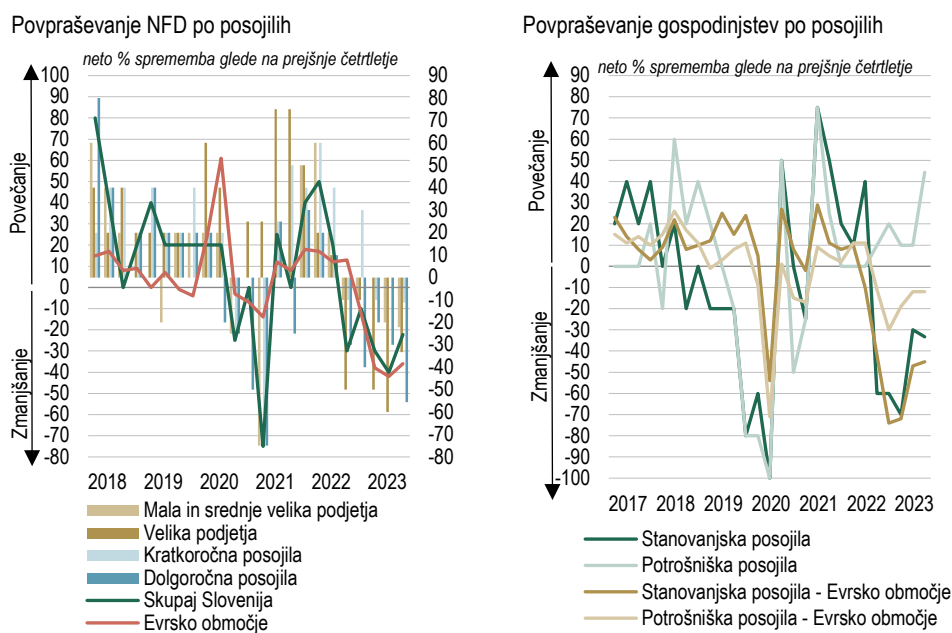 Povpraševanje NFD po posojilih
neto % sprememba glede na prejšnje četrtletje
Povečanje
Zmanjšanje
100
90
80
70
60
50
40
30
20
10
0
-10
-20
-30
-40
-50
-60
-70
-80
90
80
70
60
50
40
30
20
10
0
-10
-20
-30
-40
-50
-60
-70
-80
2018 2019 2020 2021 2022 2023
Mala in srednje velika podjetja
Velika podjetja
Kratkoročna posojila
Dolgoročna posojila
Skupaj Slovenija
Evrsko območje
Povpraševanje gospodinjstev po posojilih
neto % sprememba glede na prejšnje četrtletje
Povečanje
Zmanjšanje
90
80
70
60
50
40
30
20
10
0
-10
-20
-30
-40
-50
-60
-70
-80
-90
-100
2017 2018 2019 2020 2021 2022 2023
Stanovanjska posojila
Potrošniška posojila
Stanovanjska posojila - Evrsko območje
Potrošniška posojila - Evrsko območje